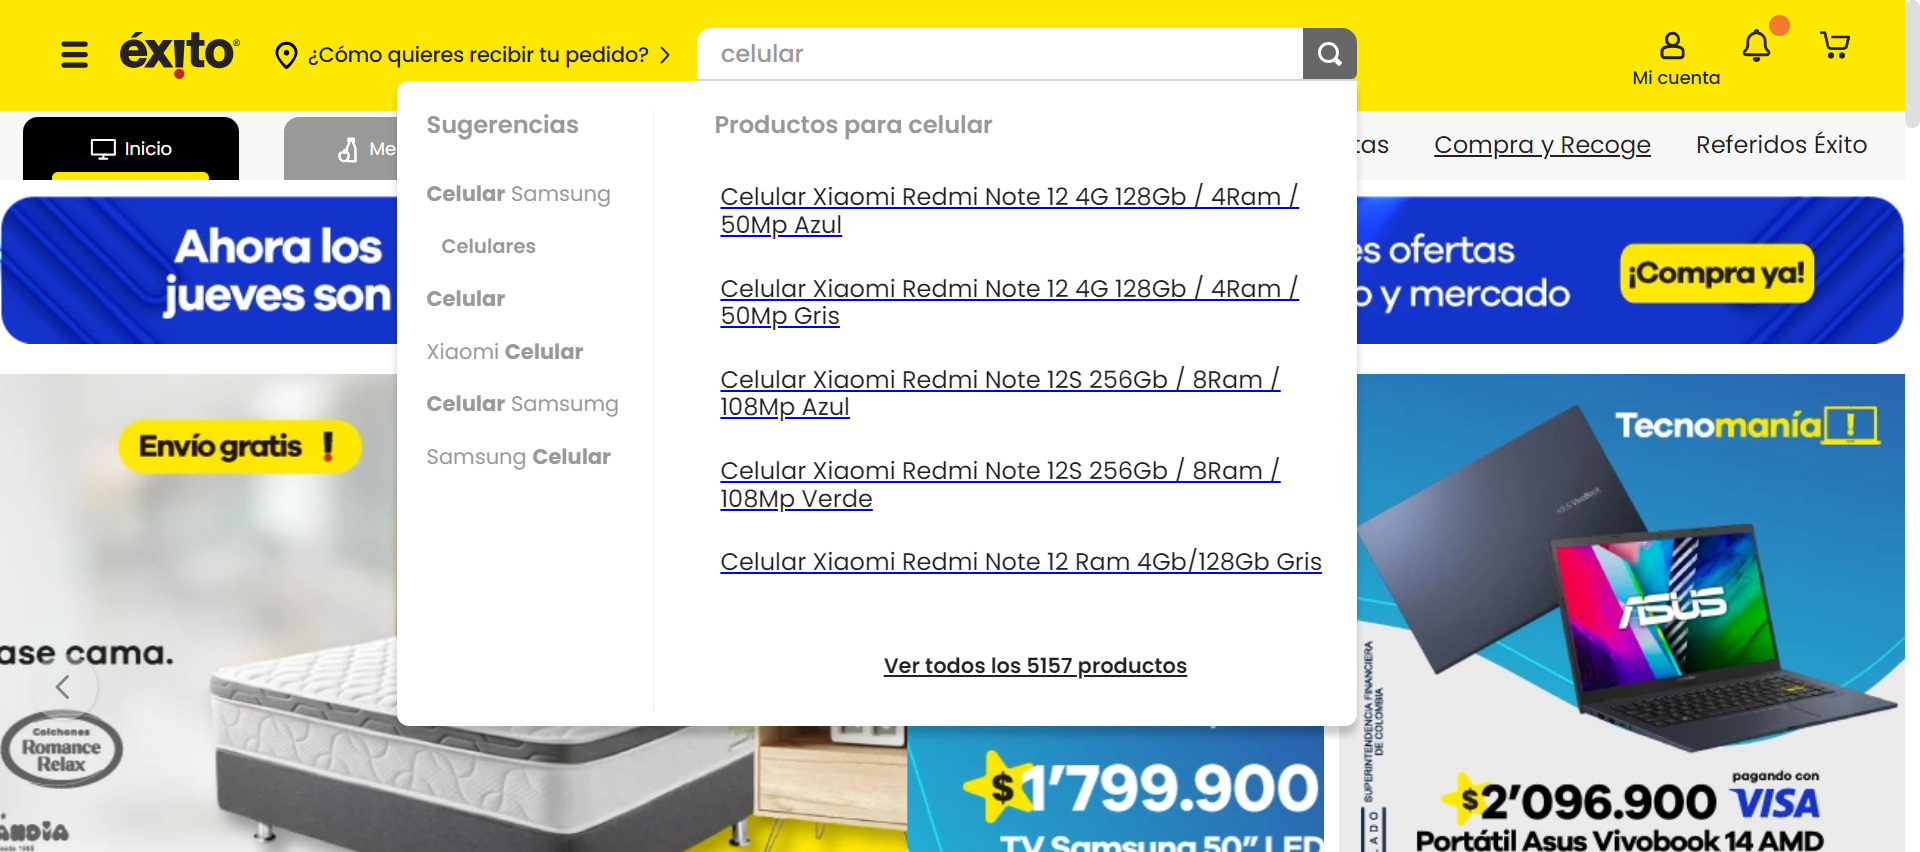 éxito®
¿Cómo quieres recibir tu pedido?
celular
Mi cuenta
Inicio
Me
tas
Compra y Recoge
Referidos Éxito
Sugerencias
Celular Samsung
Celulares
Celular
Xiaomi Celular
Celular Samsumg
Samsung Celular
Productos para celular
Celular Xiaomi Redmi Note 12 4G 128Gb / 4Ram /
50Mp Azul
Celular Xiaomi Redmi Note 12 4G 128Gb / 4Ram /
50Mp Gris
Celular Xiaomi Redmi Note 12S 256Gb / 8Ram /
108Mp Azul
Celular Xiaomi Redmi Note 12S 256Gb / 8Ram /
108Mp Verde
Celular Xiaomi Redmi Note 12 Ram 4Gb/128Gb Gris
Ver todos los 5157 productos
Ahora los
jueves son
es ofertas
o y mercado
¡Compra ya!
Envío gratis !
ase cama.
Colchones
Romance
Relax
ANDIA
$1'799.900
TV Samsung 50" LED
Tecnomanía !
ASUS VivoBook
ASUS
SUPERINTENDENCIA FINANCIERA
DE COLOMBIA
LADO
$2'096.900
pagando con
VISA
Portátil Asus Vivobook 14 AMD